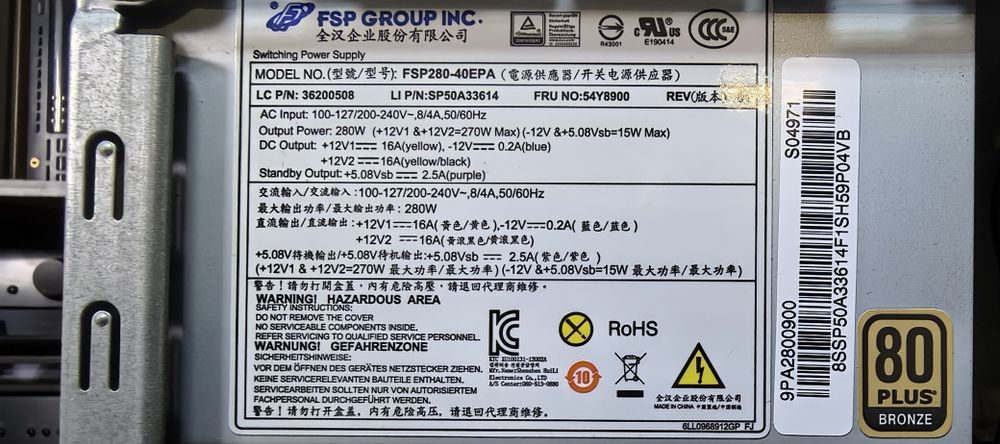 FSP GROUP INC.
全汉企业股份有限公司
R43001
E190414
Switching Power Supply
MODEL NO.(型號/型号): FSP280-40EPA (電源供應器/开关电源供应器)
LC P/N: 36200508 LI P/N:SP50A33614 FRU NO:54Y8900 REV(版本
AC Input: 100-127/200-240V~,8/4A,50/60Hz
Output Power: 280W (+12V1 &+12V2=270W Max) (-12V &+5.08Vsb=15W Max)
DC Output: +12V1⎓ 16A(yellow), -12V⎓ 0.2A(blue)
+12V2 ⎓ 16A(yellow/black)
Standby Output:+5.08Vsb ⎓ 2.5A(purple)
交流輸入/交流输入:100-127/200-240V~,8/4A,50/60Hz
最大輸出功率/最大输出功率: 280W
直流輸出/直流输出: +12V1⎓16A(黄色/黄色),-12V⎓0.2A( 藍色/蓝色)
+12V2 ⎓16A(黄滾黑色/黄滚黑色)
+5.08V待機輸出/+5.08V待机输出:+5.08Vsb ⎓ 2.5A(紫色/紫色 )
(+12V1 & +12V2=270W 最大功率/最大功率) (-12V &+5.08Vsb=15W 最大功率/最大功率)
警告!請勿打開盒蓋,内有危險高壓,請退回代理商維修。
WARNING! HAZARDOUS AREA
SAFETY INSTRUCTIONS:
DO NOT REMOVE THE COVER
NO SERVICEABLE COMPONENTS INSIDE.
REFER SERVICING TO QUALIFIED SERVICE PERSONNEL.
WARNUNG! GEFAHRENZONE
SICHERHEITSHINWEISE:
VOR DEM ÖFFNEN DES GERÄTES NETZSTECKER ZIEHEN.
KEINE SERVICERELEVANTEN BAUTEILE ENTHALTEN.
SERVICEARBEITEN SOLLTEN NUR VON AUTORISIERTEM
FACHPERSONAL DURCHGEFUEHRT WERDEN.
警告!请勿打开盒盖,内有危险高压,请退回代理商维修。
RoHS
10
全汉企业股份有限公司
MADE IN CHINA
6LL0968912GP FJ
S04971
9PA2800900
8SSP50A33614F1SH59P04VB
80
PLUS
BRONZE